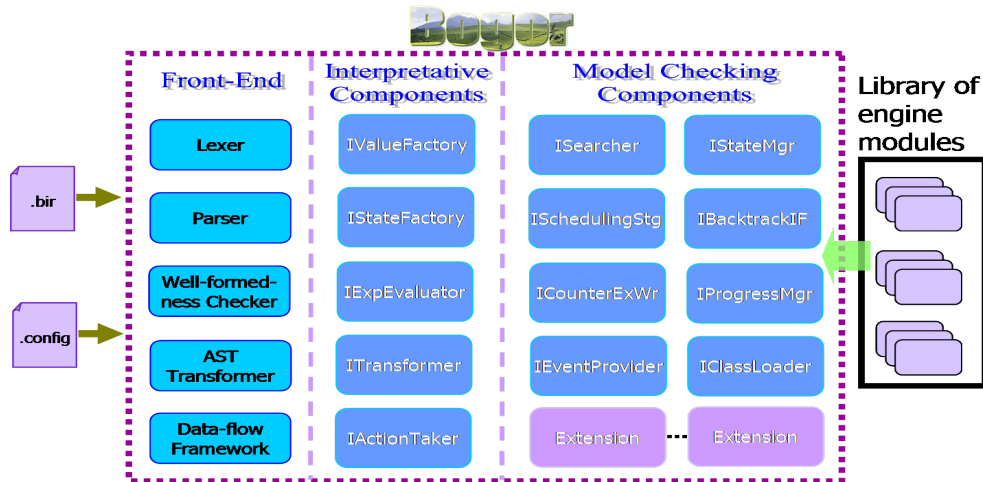 Bogor
Front-End
Interpretative
Components
Model Checking
Components
Library of
engine
modules
.bir
.config
Lexer
Parser
Well-formed-
ness Checker
AST
Transformer
Data-flow
Framework
IValueFactory
IStateFactory
IExpEvaluator
ITransformer
IActionTaker
ISearcher
IStateMgr
ISchedulingStg
IBacktrackIF
ICounterExWr
IProgressMgr
IEventProvider
IClassLoader
Extension
Extension